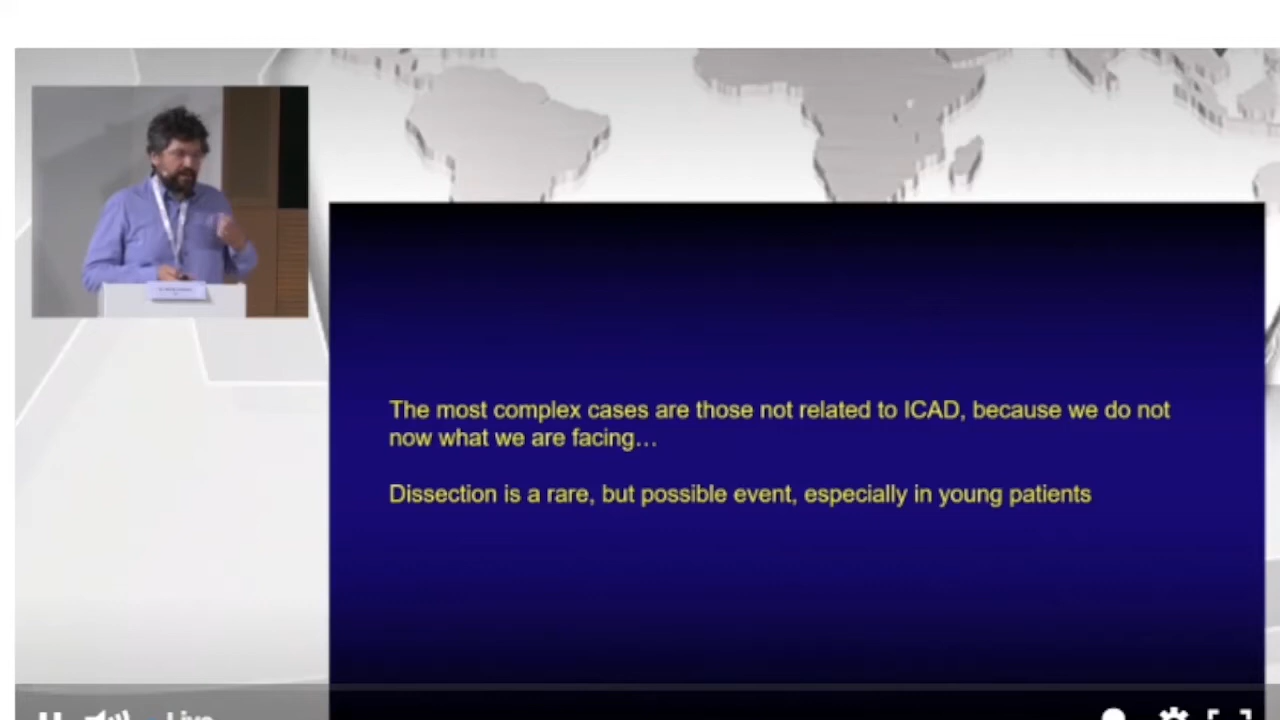 The most complex cases are those not related to ICAD, because we do not
now what we are facing…
Dissection is a rare, but possible event, especially in young patients
Live